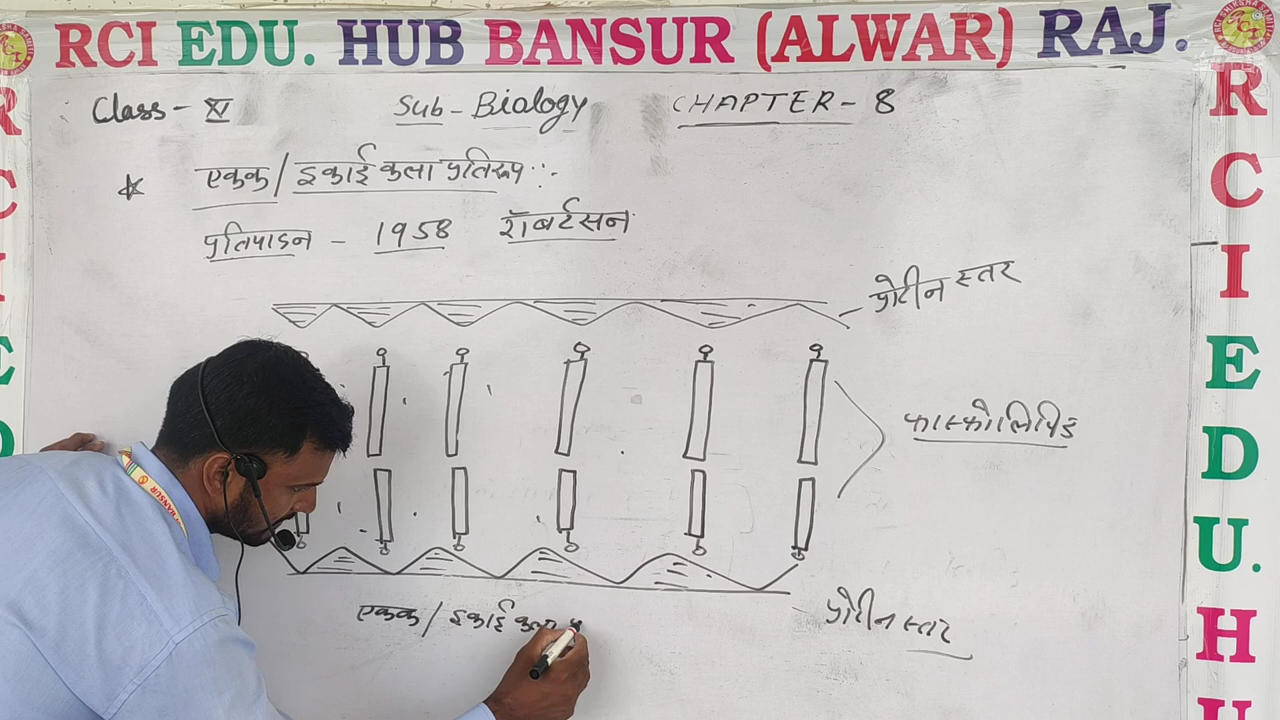 RCI EDU. HUB BANSUR (ALWAR) RAJ.
Class - XI Sub - Biology CHAPTER - 8
* एकक / इकाई कला प्रतिरूप :-
प्रतिपादन - 1958 रॉबर्टसन
प्रोटीन स्तर
फास्फोलिपिड
प्रोटीन स्तर
एकक / इकाई कला
R
C
I
E
D
U.
H
U